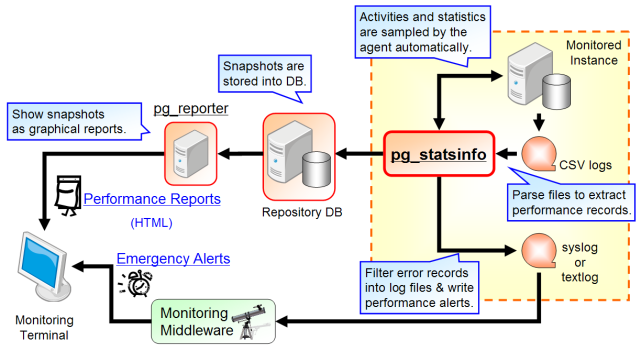 Activities and statistics
are sampled by the
agent automatically.
Monitored
Instance
Snapshots are
stored into DB.
pg_reporter
Show snapshots
as graphical reports.
pg_statsinfo
CSV logs
Repository DB
Parse files to extract
performance records.
Performance Reports
(HTML)
Emergency Alerts
syslog
or
textlog
Filter error records
into log files & write
performance alerts.
Monitoring
Middleware
Monitoring
Terminal